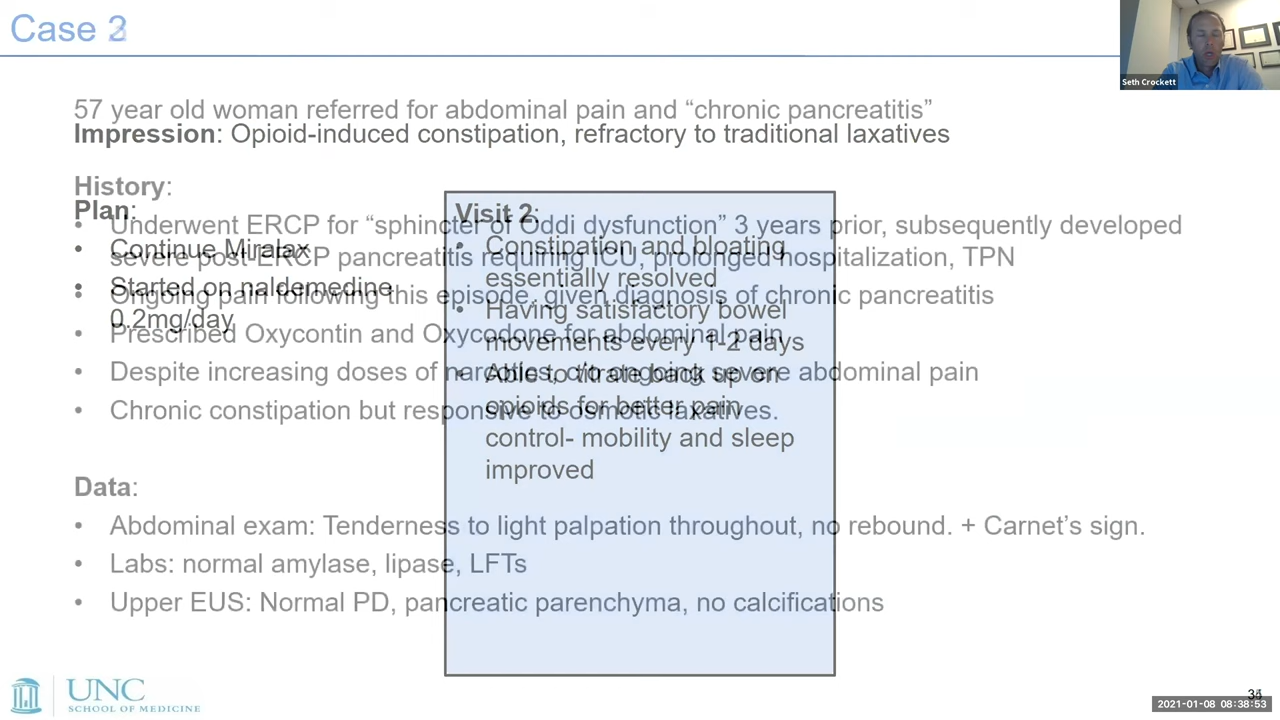 Case 2
Seth Crockett
57 year old woman referred for abdominal pain and “chronic pancreatitis”
Impression: Opioid-induced constipation, refractory to traditional laxatives
History:
Plan:
• Underwent ERCP for “sphincter of Oddi dysfunction” 3 years prior, subsequently developed
severe post-ERCP pancreatitis requiring ICU, prolonged hospitalization, TPN
• Ongoing pain following this episode, given diagnosis of chronic pancreatitis
• Prescribed Oxycontin and Oxycodone for abdominal pain
• Despite increasing doses of narcotics, c/o ongoing severe abdominal pain
• Chronic constipation but responsive to osmotic laxatives.
• Continue Miralax
• Started on naldemedine
0.2mg/day
Visit 2:
• Constipation and bloating
essentially resolved
• Having satisfactory bowel
movements every 1-2 days
• Able to titrate back up on
opioids for better pain
control- mobility and sleep
improved
Data:
• Abdominal exam: Tenderness to light palpation throughout, no rebound. + Carnet’s sign.
• Labs: normal amylase, lipase, LFTs
• Upper EUS: Normal PD, pancreatic parenchyma, no calcifications
UNC
SCHOOL OF MEDICINE
2021-01-08 08:38:53